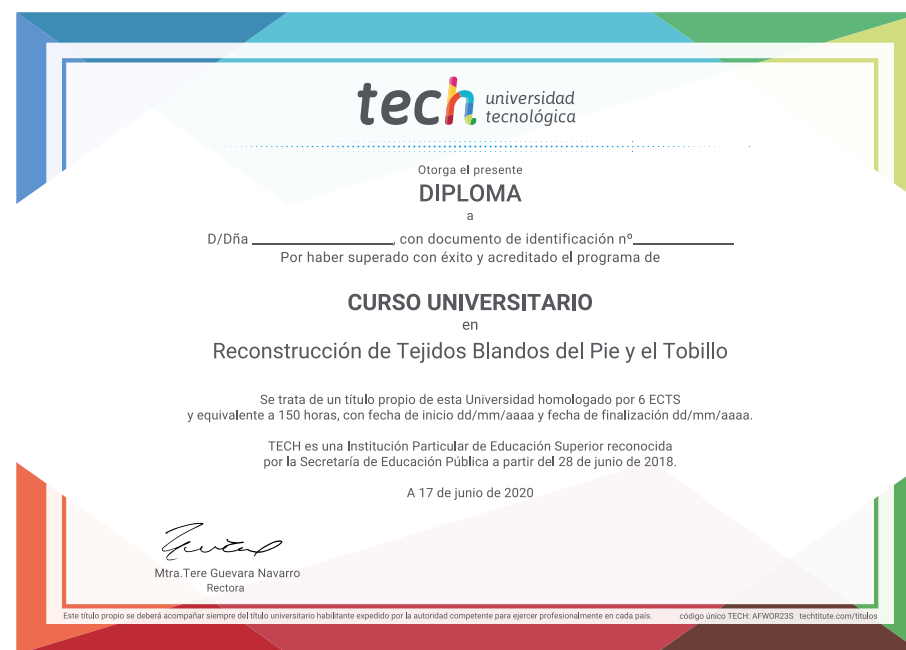 tech universidad
tecnológica
Otorga el presente
DIPLOMA
a
D/Dña ____________________, con documento de identificación nº______________
Por haber superado con éxito y acreditado el programa de
CURSO UNIVERSITARIO
en
Reconstrucción de Tejidos Blandos del Pie y el Tobillo
Se trata de un título propio de esta Universidad homologado por 6 ECTS
y equivalente a 150 horas, con fecha de inicio dd/mm/aaaa y fecha de finalización dd/mm/aaaa.
TECH es una Institución Particular de Educación Superior reconocida
por la Secretaría de Educación Pública a partir del 28 de junio de 2018.
A 17 de junio de 2020
Mtra.Tere Guevara Navarro
Rectora
Este título propio se deberá acompañar siempre del título universitario habilitante expedido por la autoridad competente para ejercer profesionalmente en cada país. código único TECH: AFWOR23S techtitute.com/titulos